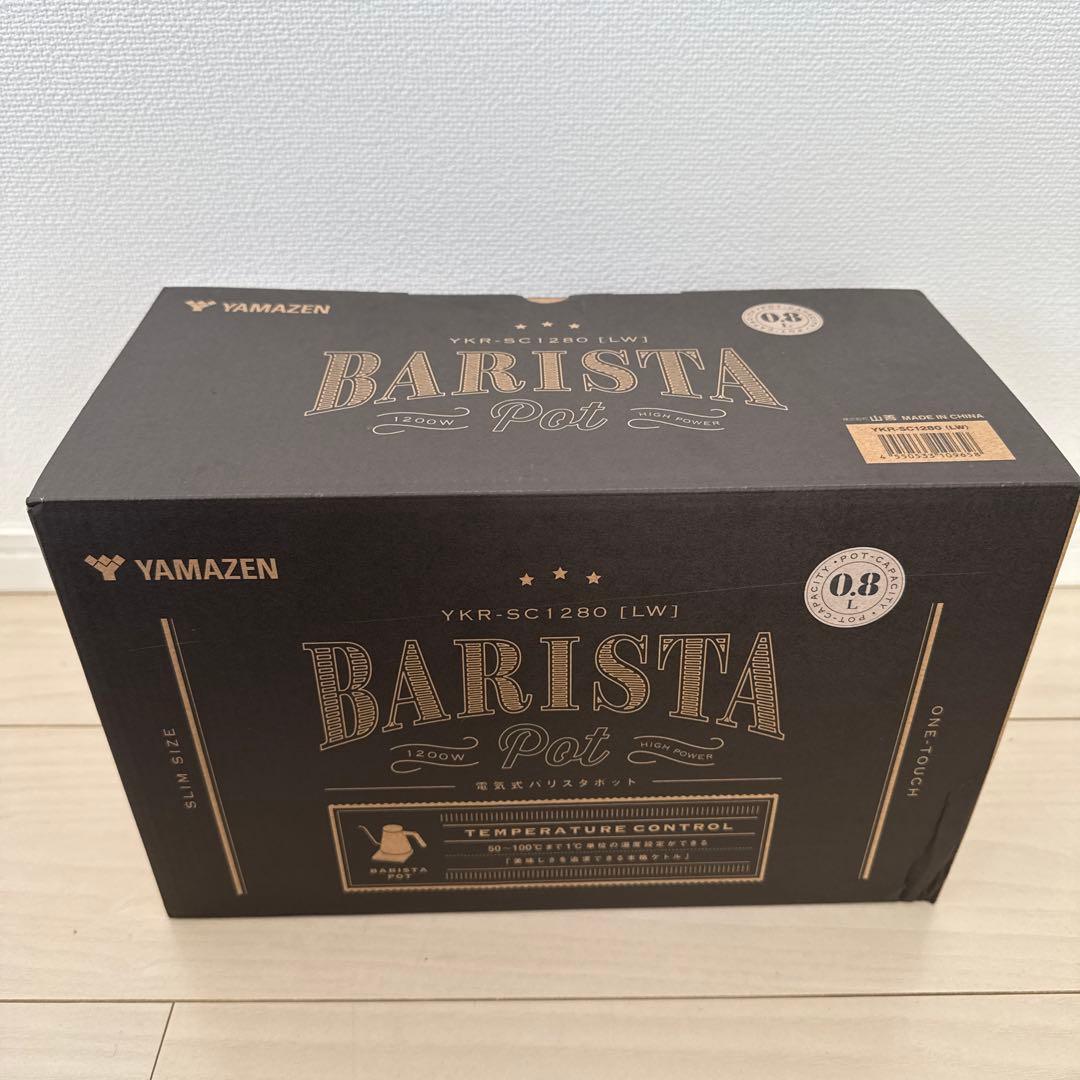 YAMAZEN
POT-CAPACITY
0.8
L
YKR-SC1280 [LW]
BARISTA
1200W Pot HIGH POWER
株式会社 山善 MADE IN CHINA
YKR-SC1280 (LW)
YAMAZEN
POT-CAPACITY・POT-CAPACITY・
0.8
L
YKR-SC1280 [LW]
BARISTA
1200W Pot HIGH POWER
電気式バリスタポット
SLIM SIZE
ONE-TOUCH
TEMPERATURE CONTROL
50～100℃まで1℃単位の温度設定ができる
「美味しさを追求できる本格ケトル」
BARISTA
POT